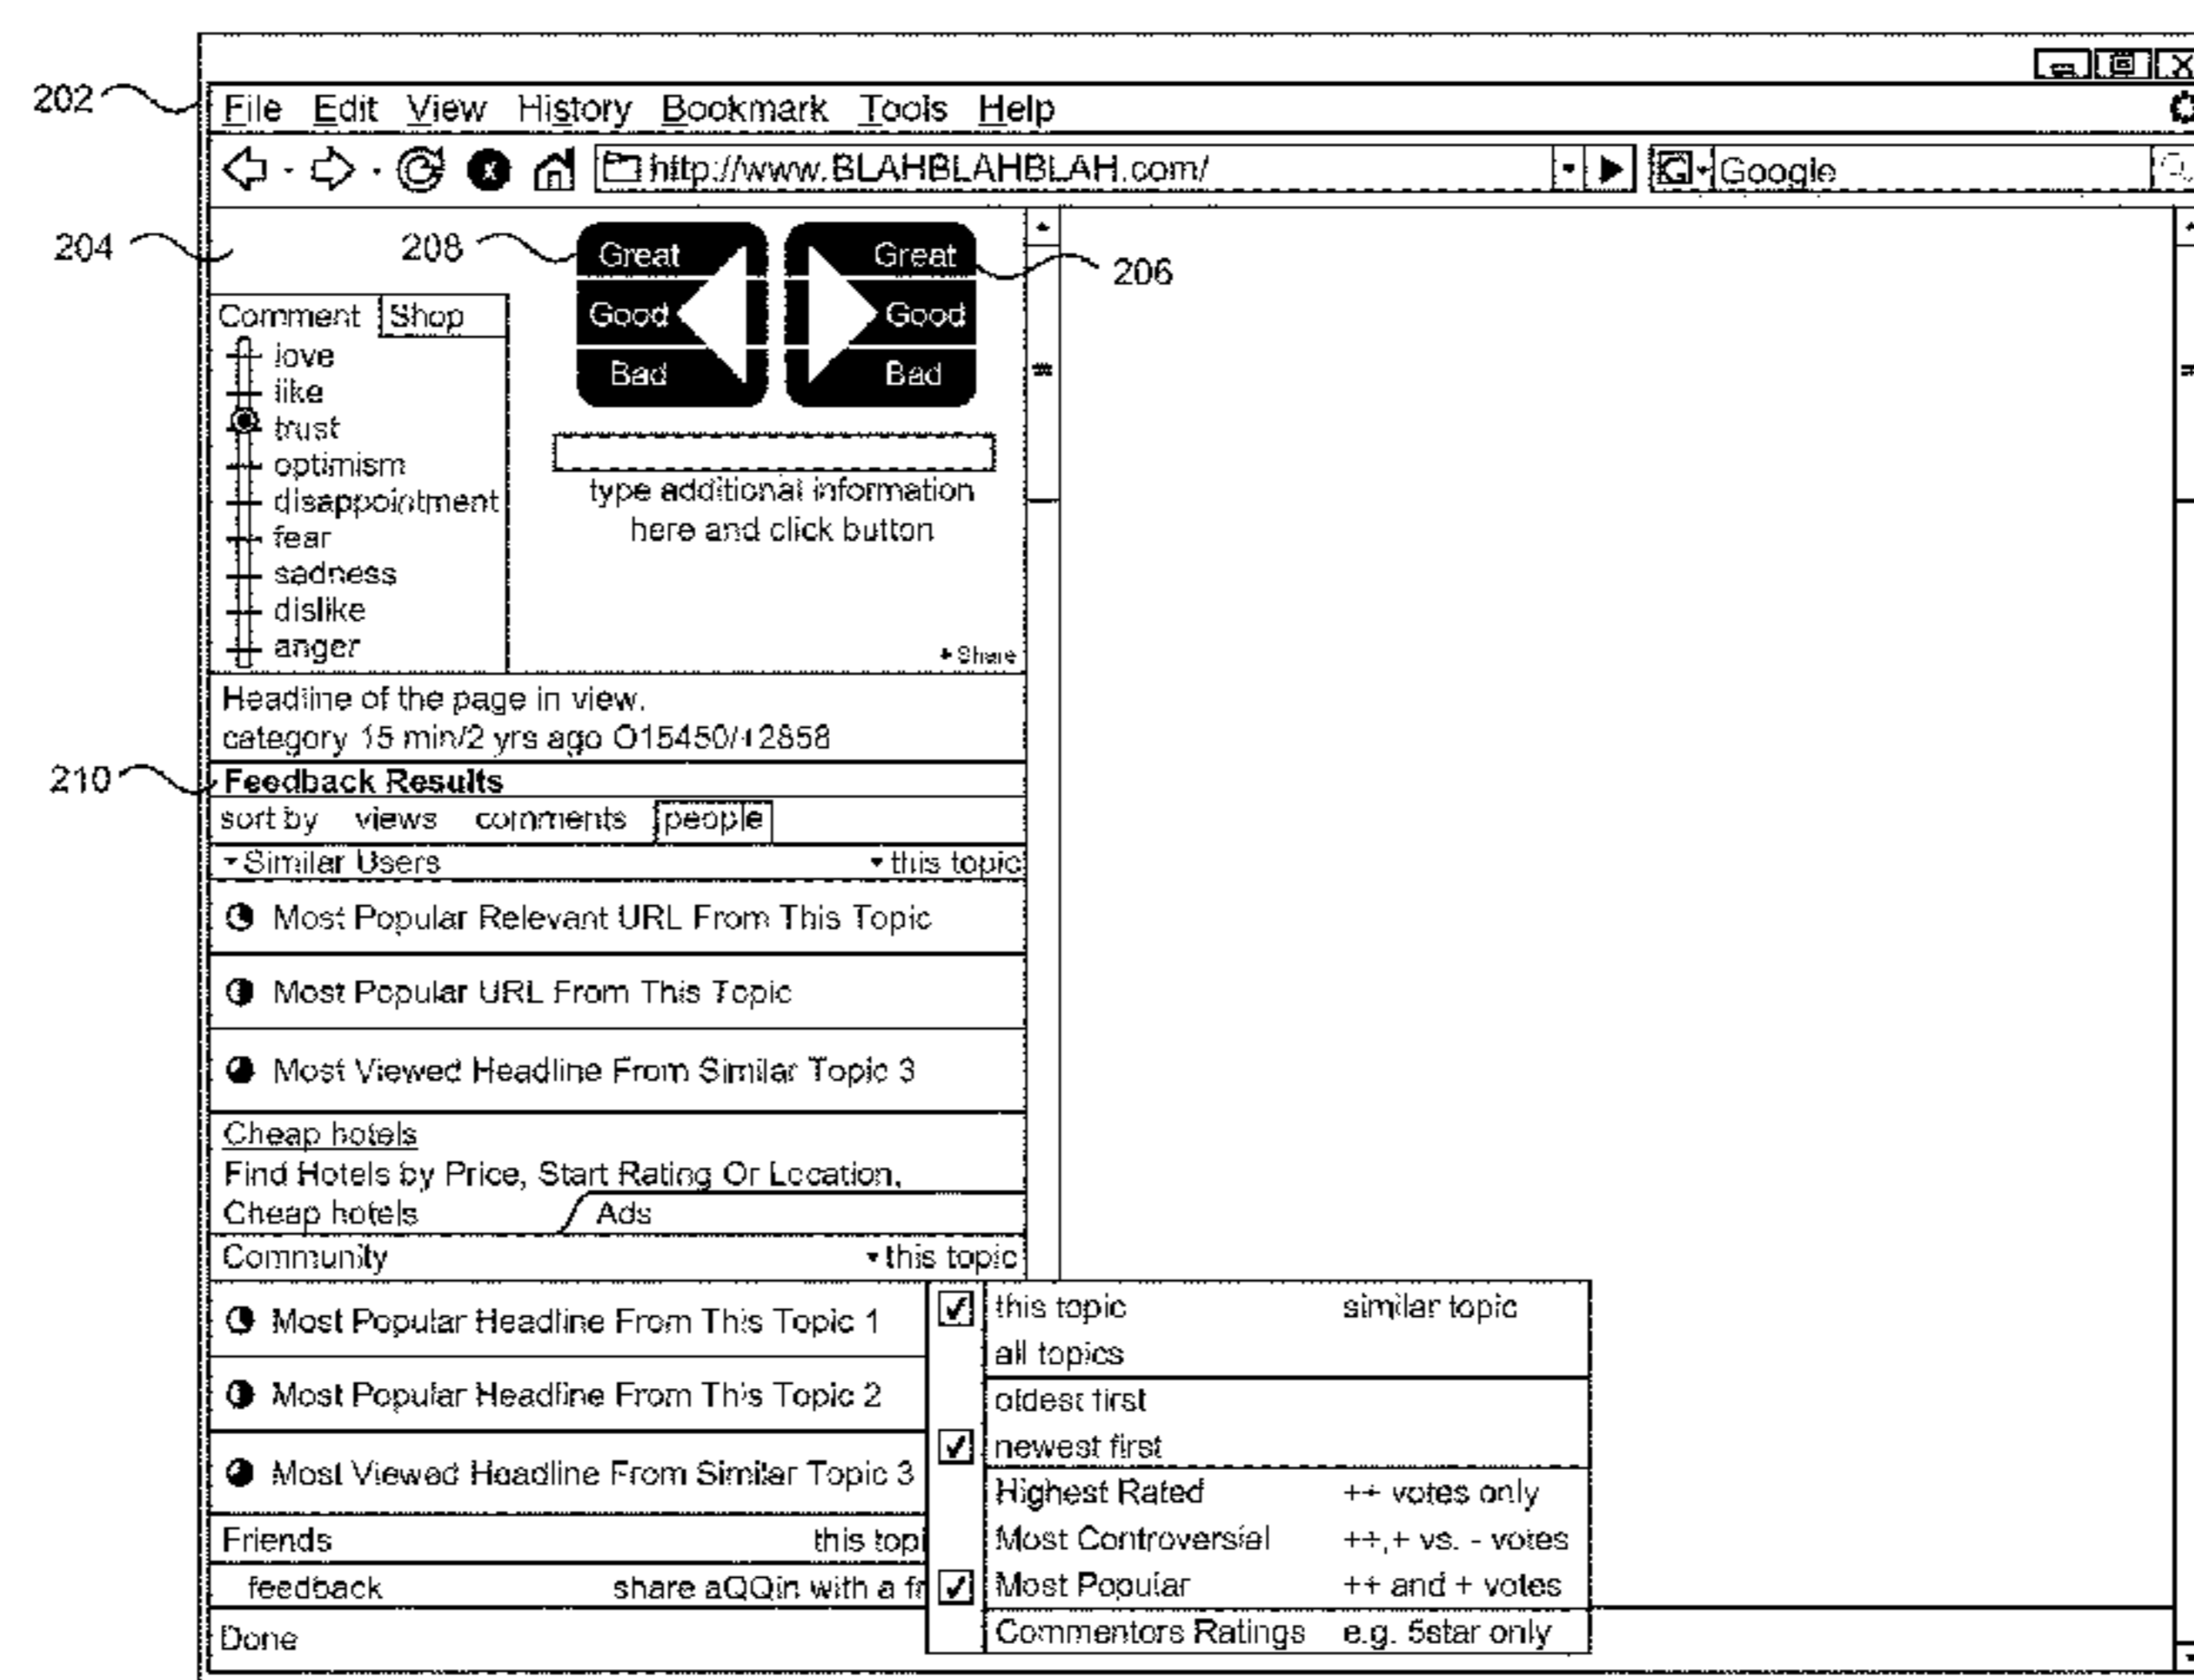 202
File Edit View History Bookmark Tools Help
http://www.BLAHBLAHBLAH.com/
G Google
204
208
Great Great
206
Good Good
Bad Bad
Comment Shop
love
like
trust
optimism
disappointment
fear
sadness
dislike
anger
type additional information
here and click button
Share
Headline of the page in view.
category 15 min/2 yrs ago O15450/12858
210
Feedback Results
sort by views comments people
Similar Users this topic
Most Popular Relevant URL From This Topic
Most Popular URL From This Topic
Most Viewed Headline From Similar Topic 3
Cheap hotels
Find Hotels by Price, Start Rating Or Location,
Cheap hotels Ads
Community this topic
Most Popular Headline From This Topic 1
Most Popular Headline From This Topic 2
Most Viewed Headline From Similar Topic 3
Friends this topi
feedback share aQQin with a fr
Done
this topic similar topic
all topics
oldest first
newest first
Highest Rated ++ votes only
Most Controversial ++,+ vs. - votes
Most Popular ++ and + votes
Commentors Ratings e.g. 5star only